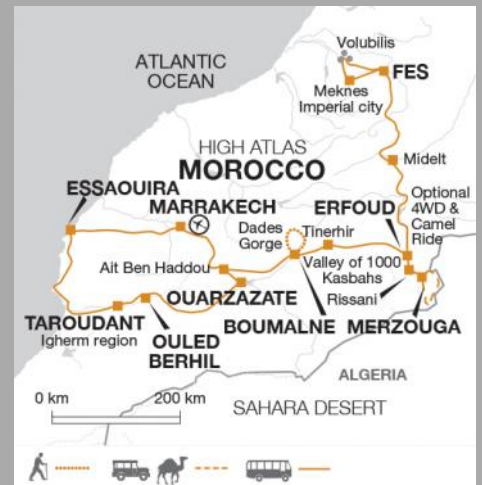 Volubilis
ATLANTIC
OCEAN
FES
Meknes
Imperial city
HIGH ATLAS
MOROCCO
Midelt
ESSAOUIRA
MARRAKECH
Optional
4WD &
Camel
Ride
ERFOUD
Dades
Gorge
Tinerhir
Ait Ben Haddou
Valley of 1000
Kasbahs
Rissani
OUARZAZATE
TAROUDANT
Igherm region
OULED
BERHIL
BOUMALNE
MERZOUGA
ALGERIA
0 km
200 km
SAHARA DESERT